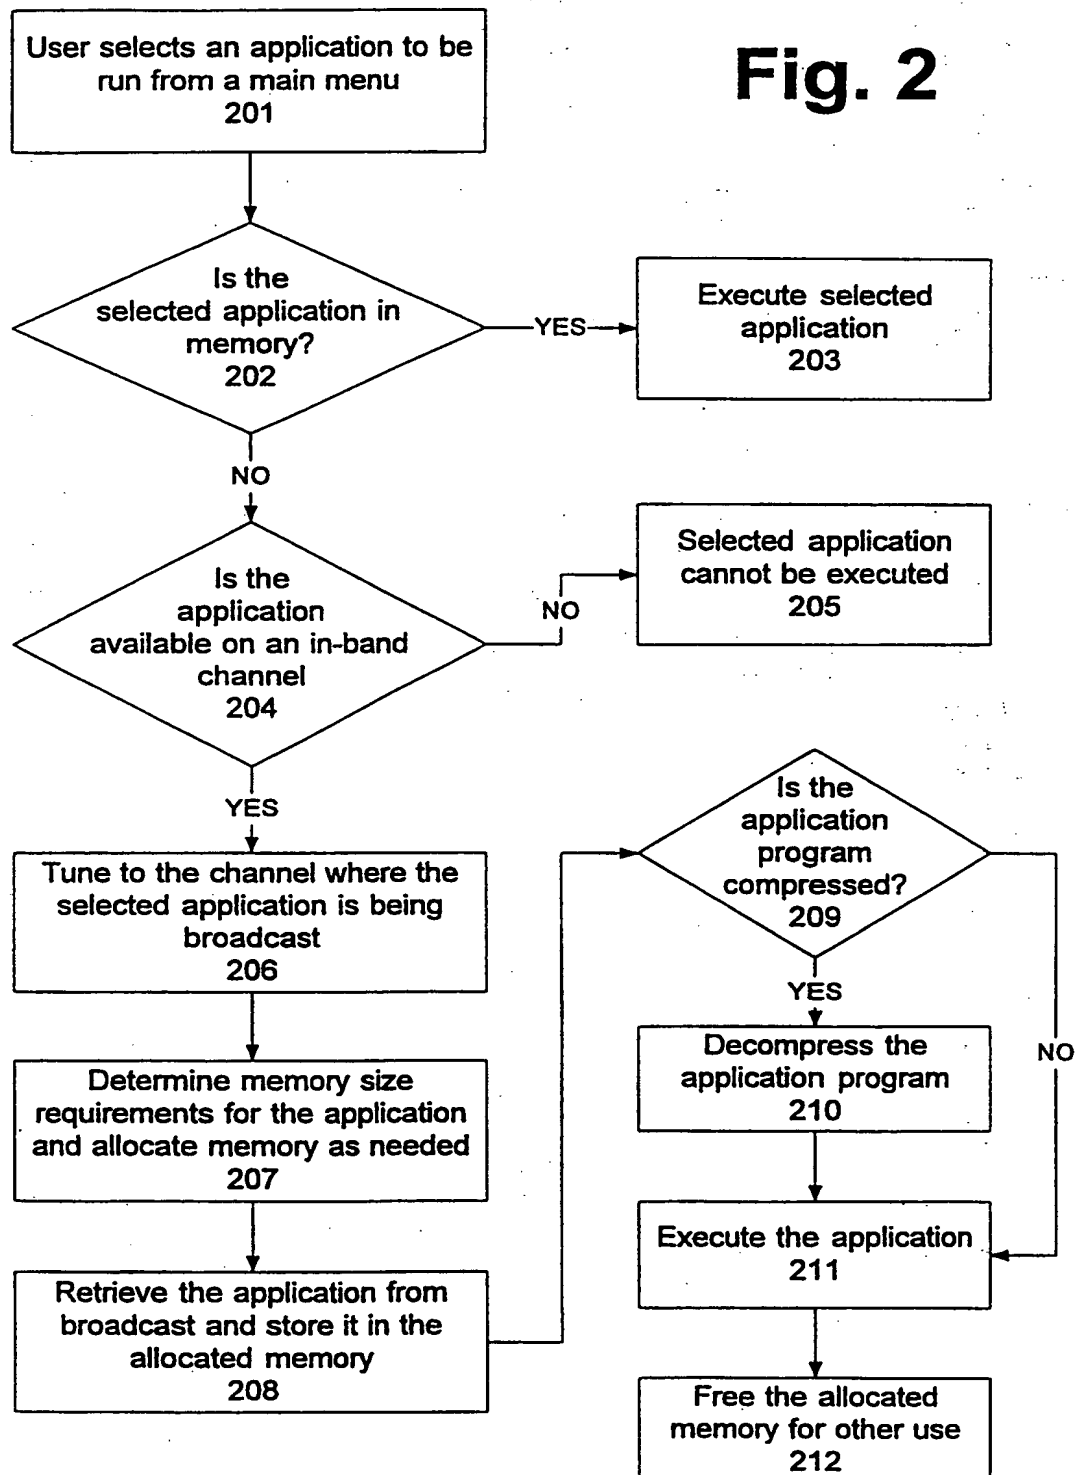 Fig. 2
User selects an application to be
run from a main menu
201
Is the
selected application in
memory?
202
YES
Execute selected
application
203
NO
Is the
application
available on an in-band
channel
204
NO
Selected application
cannot be executed
205
YES
Tune to the channel where the
selected application is being
broadcast
206
Determine memory size
requirements for the application
and allocate memory as needed
207
Retrieve the application from
broadcast and store it in the
allocated memory
208
Is the
application
program
compressed?
209
YES
NO
Decompress the
application program
210
Execute the application
211
Free the allocated
memory for other use
212